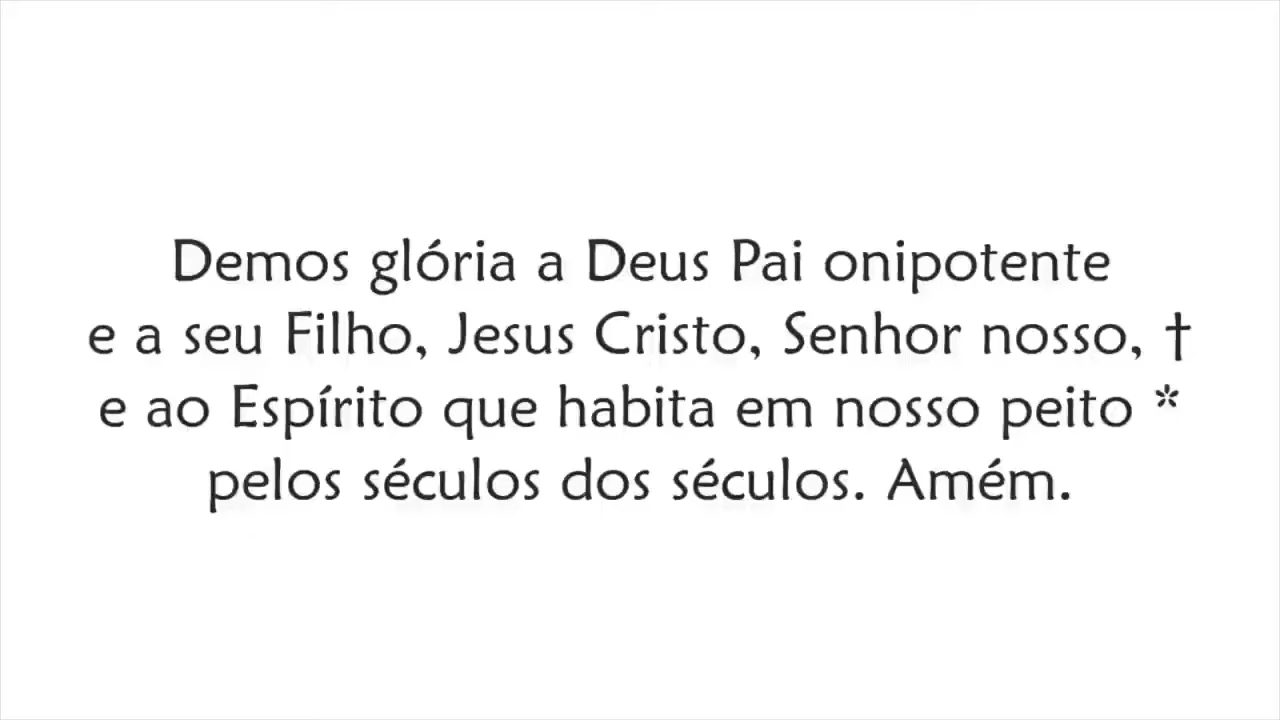 Demos glória a Deus Pai onipotente
e a seu Filho, Jesus Cristo, Senhor nosso, †
e ao Espírito que habita em nosso peito *
pelos séculos dos séculos. Amém.